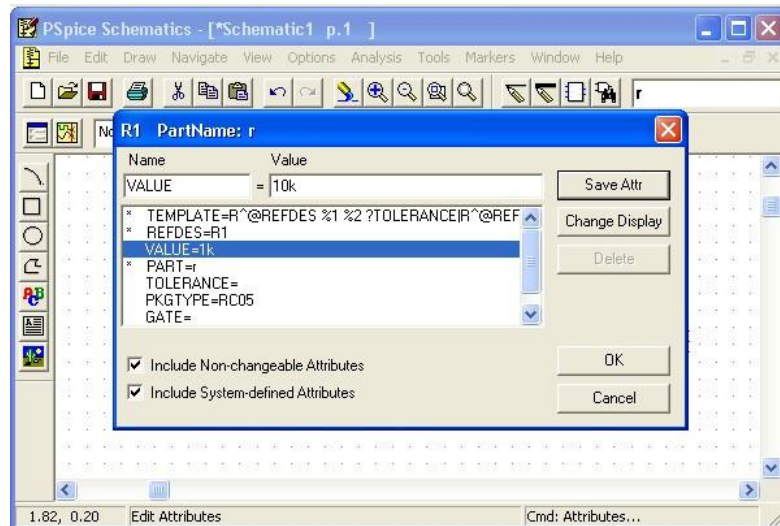 PSpice Schematics - [*Schematic1 p.1 ]
File Edit Draw Navigate View Options Analysis Tools Markers Window Help
r
R1 PartName: r
Name Value
VALUE = 10k
Save Attr
* TEMPLATE=R^@REFDES %1 %2 ?TOLERANCE|R^@REF
* REFDES=R1
Change Display
VALUE=1k
* PART=r
Delete
TOLERANCE=
PKGTYPE=RC05
GATE=
Include Non-changeable Attributes
OK
Include System-defined Attributes
Cancel
1.82, 0.20 Edit Attributes Cmd: Attributes...